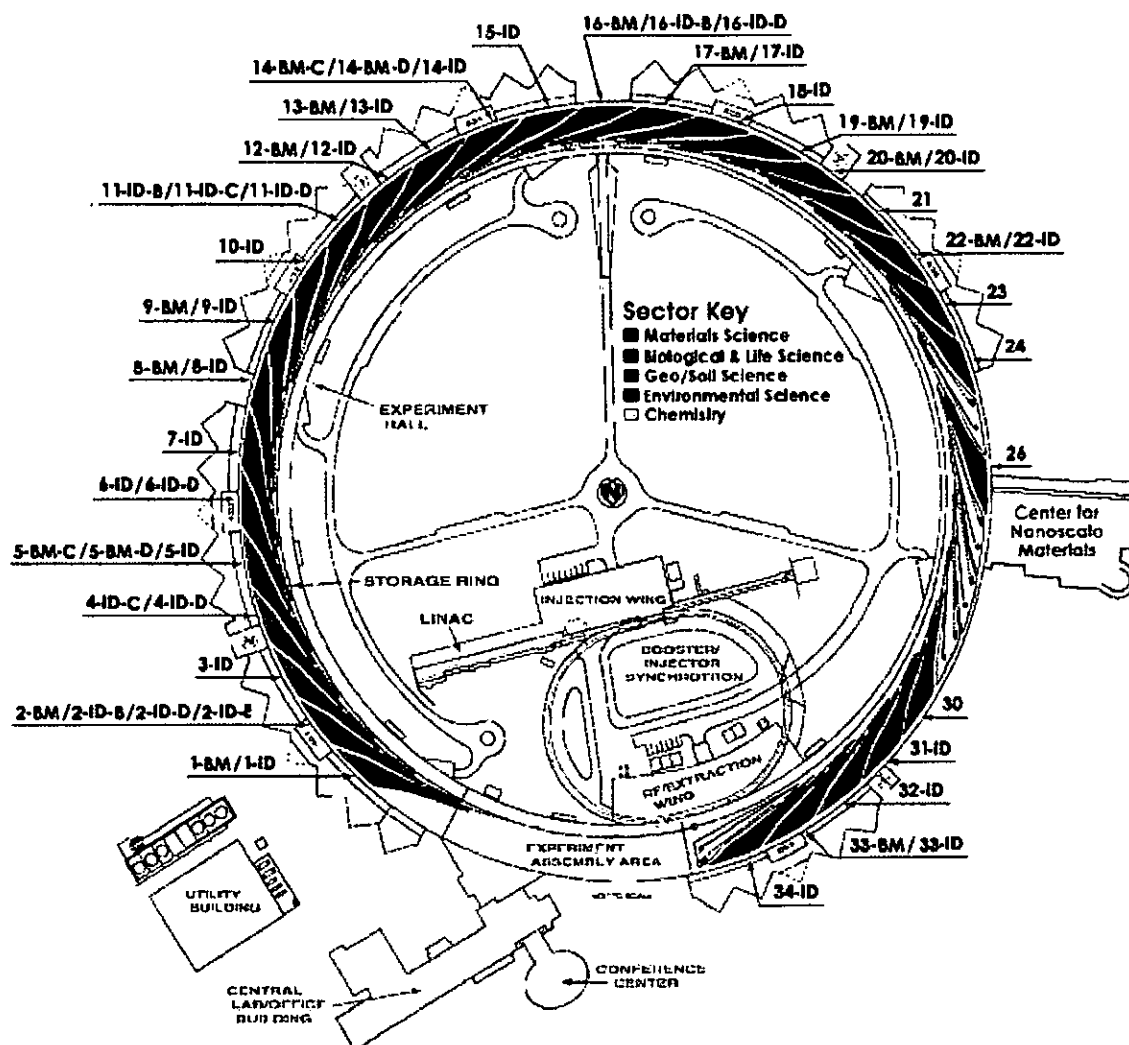 16-BM/16-ID-B/16-ID-D
15-ID
17-BM/17-ID
14-BM-C/14-BM-D/14-ID
18-ID
13-BM/13-ID
19-BM/19-ID
12-BM/12-ID
20-BM/20-ID
11-ID-B/11-ID-C/11-ID-D
21
10-ID
22-BM/22-ID
9-BM/9-ID
23
8-BM/8-ID
24
Sector Key
Materials Science
Biological & Life Science
Geo/Soil Science
Environmental Science
Chemistry
EXPERIMENT
HALL
7-ID
26
6-ID/6-ID-D
Center for
Nanoscale
Materials
5-BM-C/5-BM-D/5-ID
STORAGE RING
INJECTION WING
4-ID-C/4-ID-D
LINAC
BOOSTER/
INJECTOR
SYNCHROTRON
3-ID
2-BM/2-ID-B/2-ID-D/2-ID-E
30
31-ID
1-BM/1-ID
RF/EXTRACTION
WING
32-ID
33-BM/33-ID
EXPERIMENT
ASSEMBLY AREA
34-ID
UTILITY
BUILDING
CONFERENCE
CENTER
CENTRAL
LAB/OFFICE
BUILDING